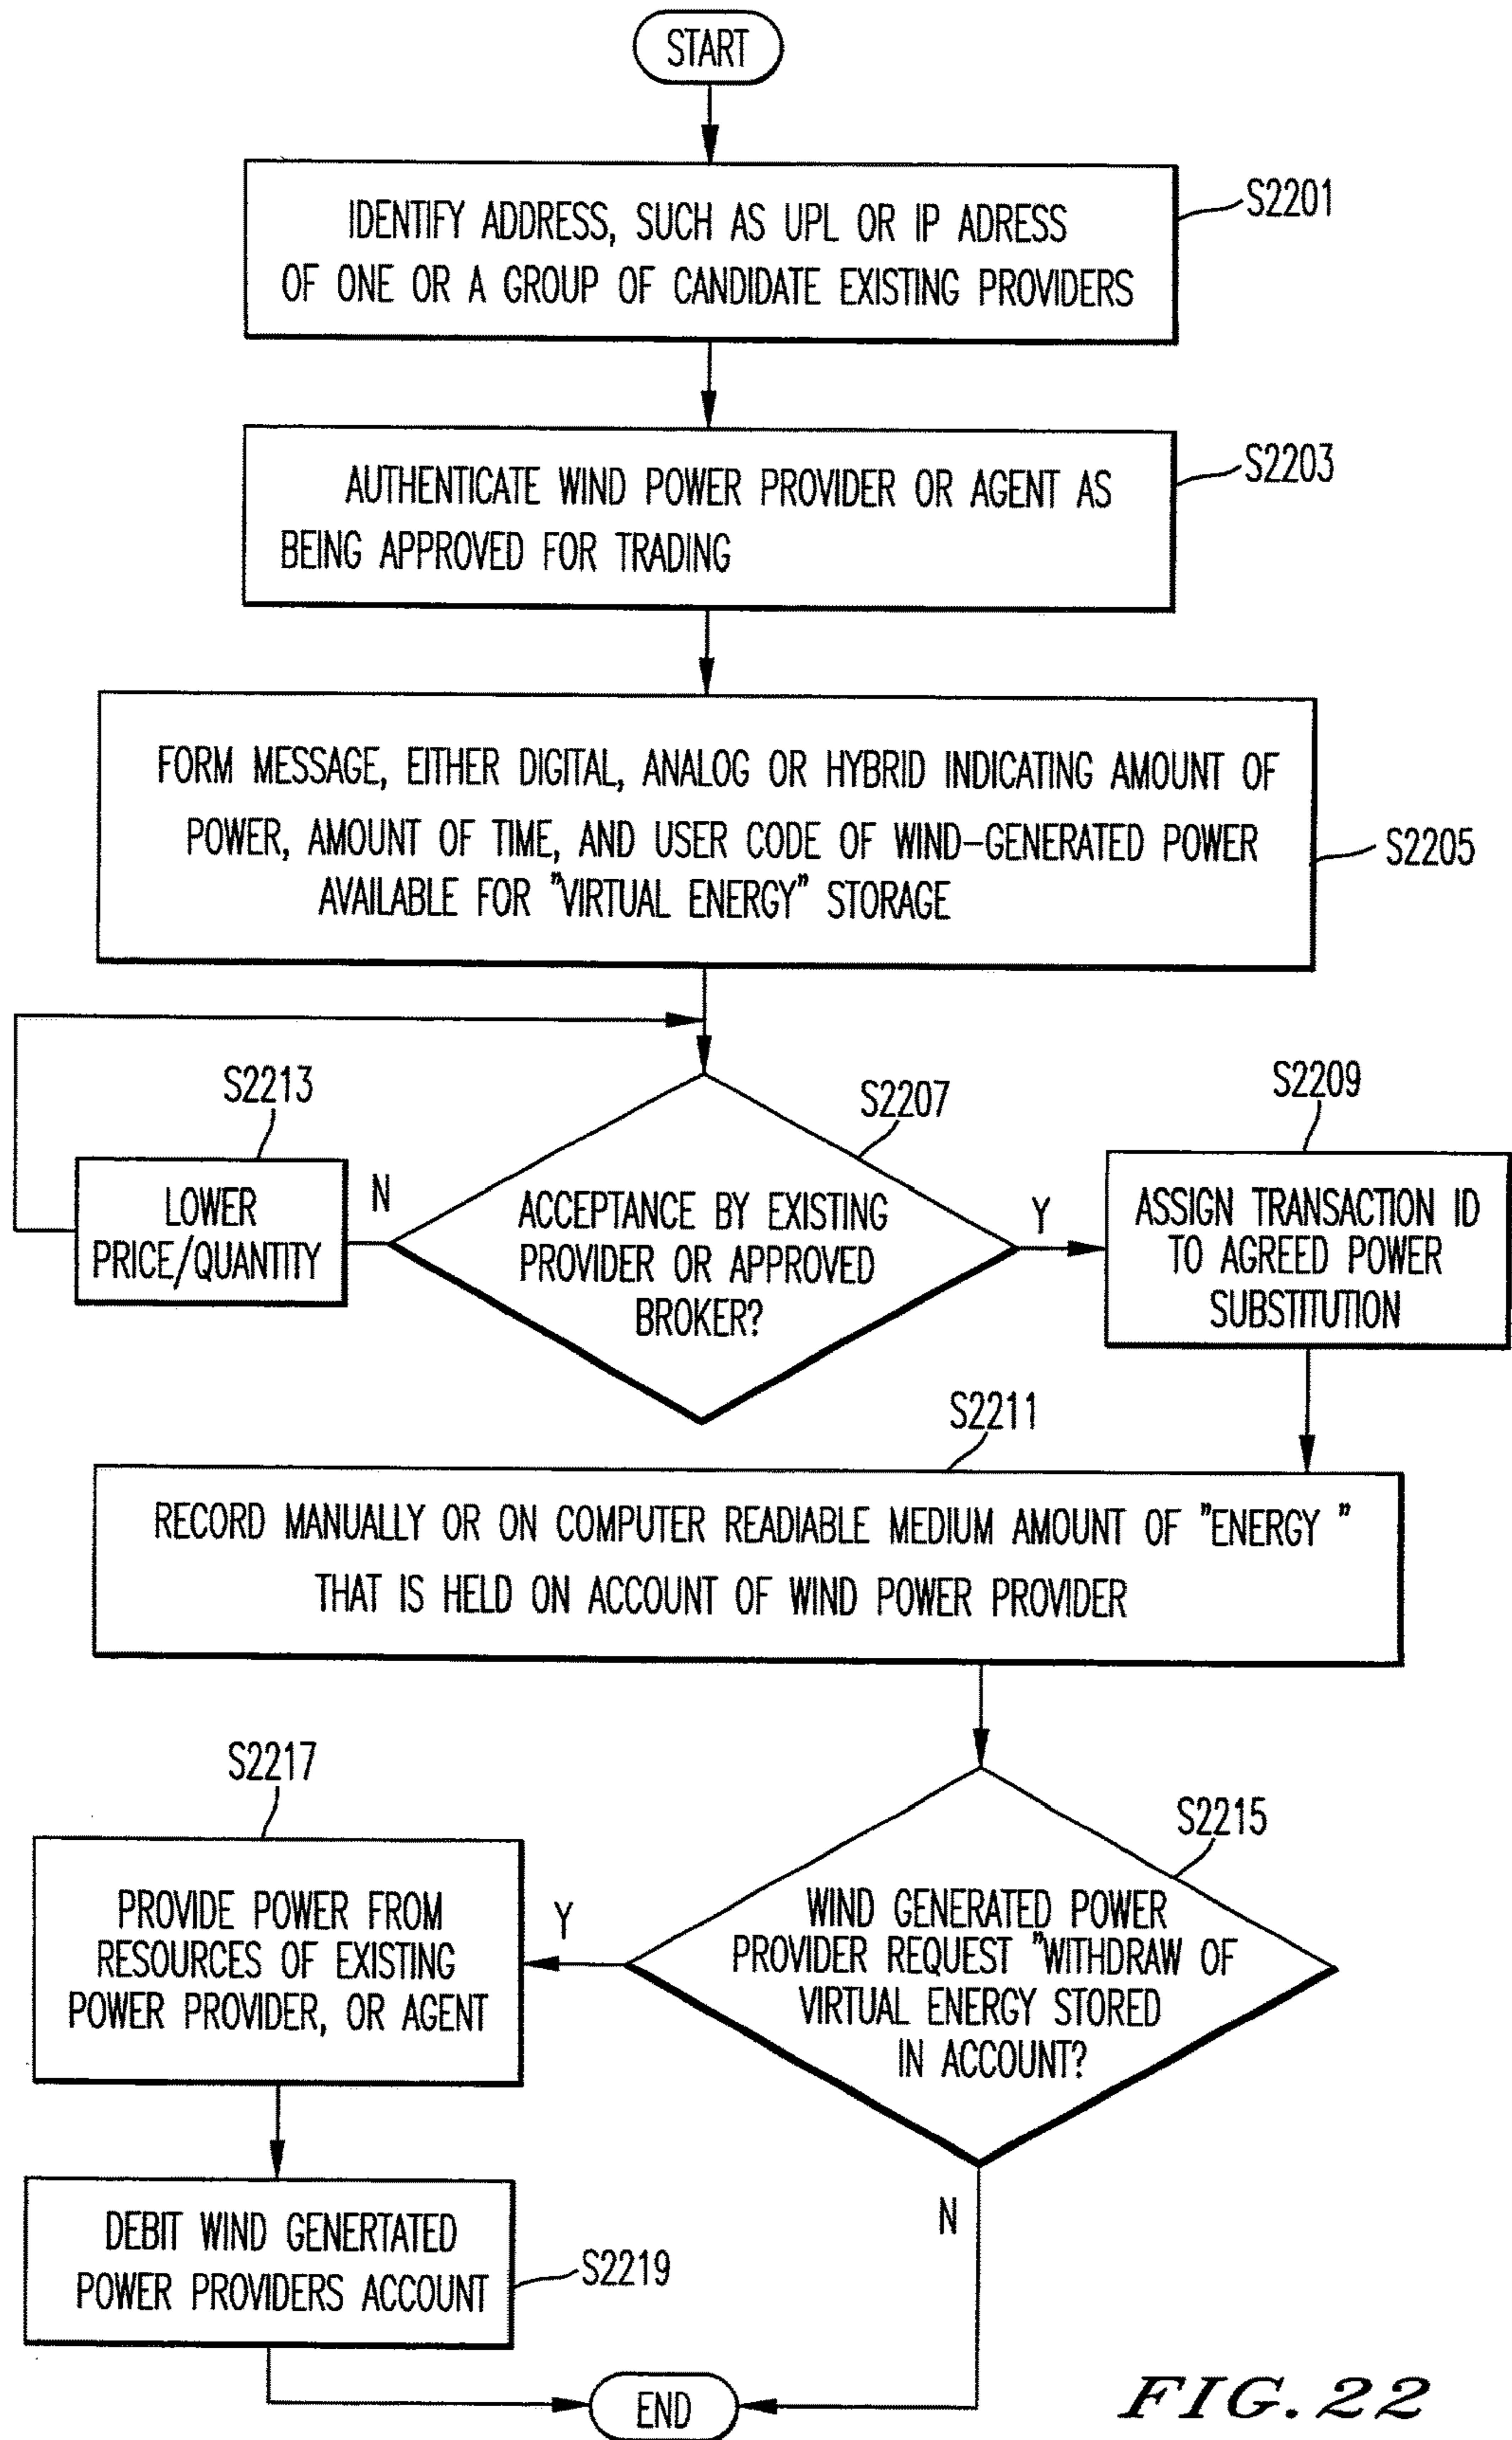 START
IDENTIFY ADDRESS, SUCH AS UPL OR IP ADRESS
OF ONE OR A GROUP OF CANDIDATE EXISTING PROVIDERS
S2201
AUTHENTICATE WIND POWER PROVIDER OR AGENT AS
BEING APPROVED FOR TRADING
S2203
FORM MESSAGE, EITHER DIGITAL, ANALOG OR HYBRID INDICATING AMOUNT OF
POWER, AMOUNT OF TIME, AND USER CODE OF WIND-GENERATED POWER
AVAILABLE FOR "VIRTUAL ENERGY" STORAGE
S2205
S2213
LOWER
PRICE/QUANTITY
N
S2207
ACCEPTANCE BY EXISTING
PROVIDER OR APPROVED
BROKER?
Y
S2209
ASSIGN TRANSACTION ID
TO AGREED POWER
SUBSTITUTION
S2211
RECORD MANUALLY OR ON COMPUTER READIABLE MEDIUM AMOUNT OF "ENERGY "
THAT IS HELD ON ACCOUNT OF WIND POWER PROVIDER
S2217
PROVIDE POWER FROM
RESOURCES OF EXISTING
POWER PROVIDER, OR AGENT
Y
S2215
WIND GENERATED POWER
PROVIDER REQUEST "WITHDRAW OF
VIRTUAL ENERGY STORED
IN ACCOUNT?
N
DEBIT WIND GENERTATED
POWER PROVIDERS ACCOUNT
S2219
END
FIG. 22